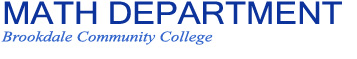 MATH DEPARTMENT
Brookdale Community College